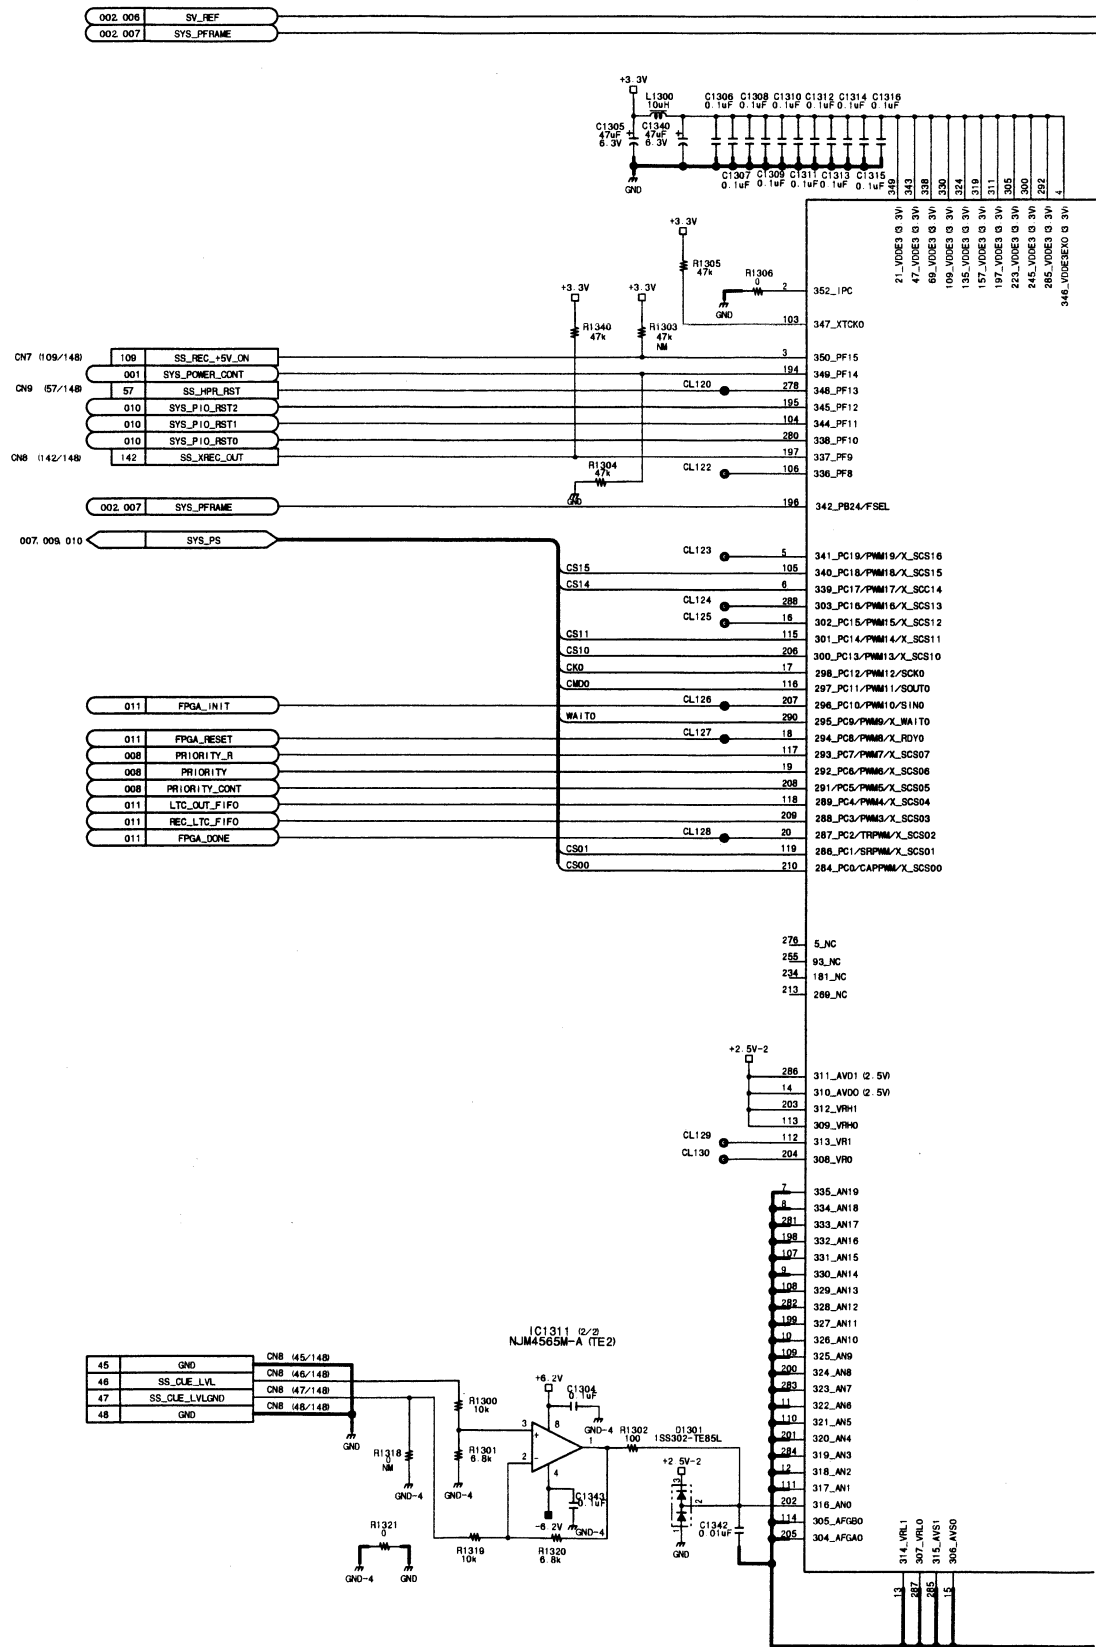 002.006 SV_REF
002.007 SYS_PFRAME
+3.3V
L1300
10uH
C1305
47uF
6.3V
C1340
47uF
6.3V
C1306 C1308 C1310 C1312 C1314 C1316
0.1uF 0.1uF 0.1uF 0.1uF 0.1uF 0.1uF
C1307 C1309 C1311 C1313 C1315
0.1uF 0.1uF 0.1uF 0.1uF 0.1uF
GND
349 343 338 330 324 319 311 305 300 292 4
21_VDDE3 (3.3V)
47_VDDE3 (3.3V)
69_VDDE3 (3.3V)
109_VDDE3 (3.3V)
135_VDDE3 (3.3V)
157_VDDE3 (3.3V)
197_VDDE3 (3.3V)
223_VDDE3 (3.3V)
245_VDDE3 (3.3V)
285_VDDE3 (3.3V)
346_VDDE3EX0 (3.3V)
+3.3V
R1305
47k
R1306
0
GND
2 352_IPC
103 347_XTCK0
+3.3V
R1340
47k
+3.3V
R1303
47k
NM
CN7 (109/148) 109 SS_REC_+5V_ON 3 350_PF15
001 SYS_POWER_CONT 194 349_PF14
CN9 (57/148) 57 SS_HPR_RST CL120 278 348_PF13
010 SYS_PIO_RST2 195 345_PF12
010 SYS_PIO_RST1 104 344_PF11
010 SYS_PIO_RST0 280 338_PF10
CN8 (142/148) 142 SS_XREC_OUT 197 337_PF9
R1304
47k
GND
CL122 106 336_PF8
002.007 SYS_PFRAME 196 342_PB24/FSEL
007.009.010 SYS_PS
CL123 5 341_PC19/PWM19/X_SCS16
CS15 105 340_PC18/PWM18/X_SCS15
CS14 6 339_PC17/PWM17/X_SCC14
CL124 288 303_PC16/PWM16/X_SCS13
CL125 16 302_PC15/PWM15/X_SCS12
CS11 115 301_PC14/PWM14/X_SCS11
CS10 206 300_PC13/PWM13/X_SCS10
CK0 17 298_PC12/PWM12/SCK0
CMD0 116 297_PC11/PWM11/SOUT0
011 FPGA_INIT CL126 207 296_PC10/PWM10/SIN0
WAIT0 290 295_PC9/PWM9/X_WAIT0
011 FPGA_RESET CL127 18 294_PC8/PWM8/X_RDY0
008 PRIORITY_R 117 293_PC7/PWM7/X_SCS07
008 PRIORITY 19 292_PC6/PWM6/X_SCS06
008 PRIORITY_CONT 208 291/PC5/PWM5/X_SCS05
011 LTC_OUT_FIFO 118 289_PC4/PWM4/X_SCS04
011 REC_LTC_FIFO 209 288_PC3/PWM3/X_SCS03
011 FPGA_DONE CL128 20 287_PC2/TRPWM/X_SCS02
CS01 119 286_PC1/SRPWM/X_SCS01
CS00 210 284_PC0/CAPPWM/X_SCS00
276 5_NC
255 93_NC
234 181_NC
213 269_NC
+2.5V-2
286 311_AVD1 (2.5V)
14 310_AVD0 (2.5V)
203 312_VRH1
113 309_VRH0
CL129 112 313_VR1
CL130 204 308_VR0
7 335_AN19
8 334_AN18
281 333_AN17
198 332_AN16
107 331_AN15
9 330_AN14
108 329_AN13
282 328_AN12
199 327_AN11
10 326_AN10
109 325_AN9
200 324_AN8
283 323_AN7
11 322_AN6
110 321_AN5
201 320_AN4
284 319_AN3
12 318_AN2
111 317_AN1
202 316_AN0
114 305_AFGB0
205 304_AFGA0
IC1311 (2/2)
NJM4565M-A (TE2)
45 GND CN8 (45/148)
46 SS_CUE_LVL CN8 (46/148)
47 SS_CUE_LVLGND CN8 (47/148)
48 GND CN8 (48/148)
GND
R1318
0
NM
GND-4
R1300
10k
R1301
6.8k
GND-4
+6.2V
C1304
0.1uF
GND-4
3 + 8 1
2 - 4
C1343
0.1uF
GND-4
-6.2V
R1302
100
D1301
1SS302-TE85L
+2.5V-2
3 2 1
GND
C1342
0.01uF
R1319
10k
R1320
6.8k
R1321
0
GND-4 GND
314_VRL1
307_VRL0
315_AVS1
306_AVS0
13 287 285 15